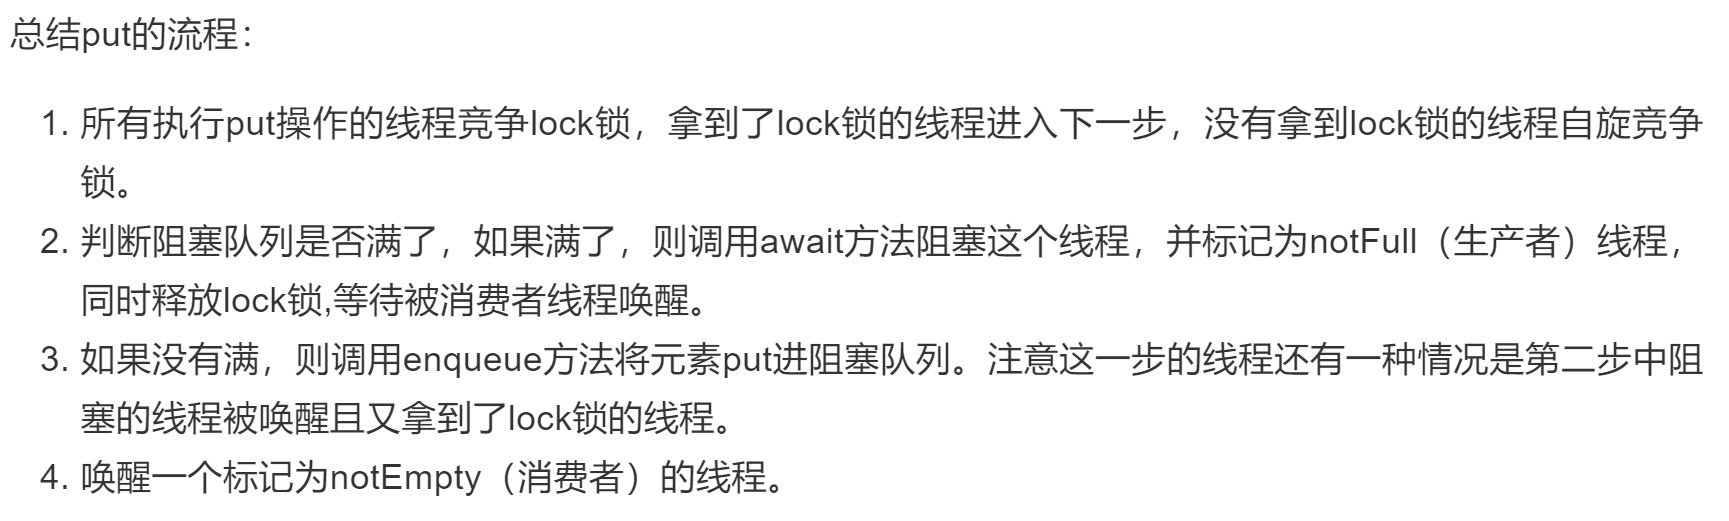 总结put的流程：
1. 所有执行put操作的线程竞争lock锁，拿到了lock锁的线程进入下一步，没有拿到lock锁的线程自旋竞争
锁。
2. 判断阻塞队列是否满了，如果满了，则调用await方法阻塞这个线程，并标记为notFull（生产者）线程，
同时释放lock锁,等待被消费者线程唤醒。
3. 如果没有满，则调用enqueue方法将元素put进阻塞队列。注意这一步的线程还有一种情况是第二步中阻
塞的线程被唤醒且又拿到了lock锁的线程。
4. 唤醒一个标记为notEmpty（消费者）的线程。